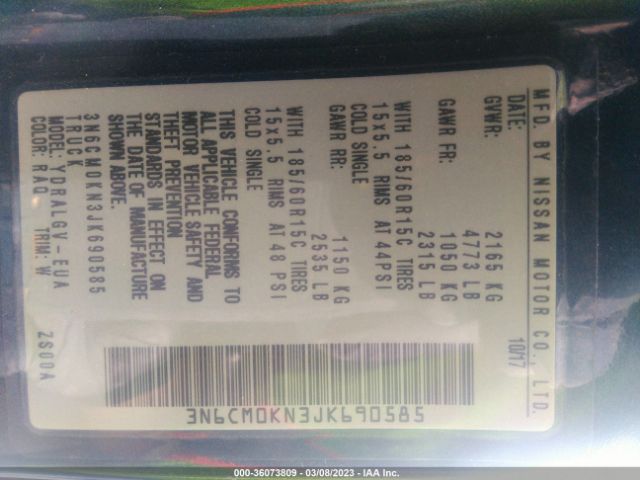 MFD. BY NISSAN MOTOR CO., LTD.
DATE: 10/17
GVWR: 2165 KG
4773 LB
GAWR FR: 1050 KG
2315 LB
WITH 185/60R15C TIRES
15x5.5 RIMS AT 44PSI
COLD SINGLE
GAWR RR: 1150 KG
2535 LB
WITH 185/60R15C TIRES
15x5.5 RIMS AT 48 PSI
COLD SINGLE
THIS VEHICLE CONFORMS TO
ALL APPLICABLE FEDERAL
MOTOR VEHICLE SAFETY AND
THEFT PREVENTION
STANDARDS IN EFFECT ON
THE DATE OF MANUFACTURE
SHOWN ABOVE.
3N6CM0KN3JK690585
TRUCK
MODEL: YDRALGV-EUA
COLOR: RAQ TRIM: W 2S00A
3N6CM0KN3JK690585
000-36073809 - 03/08/2023 - IAA Inc.